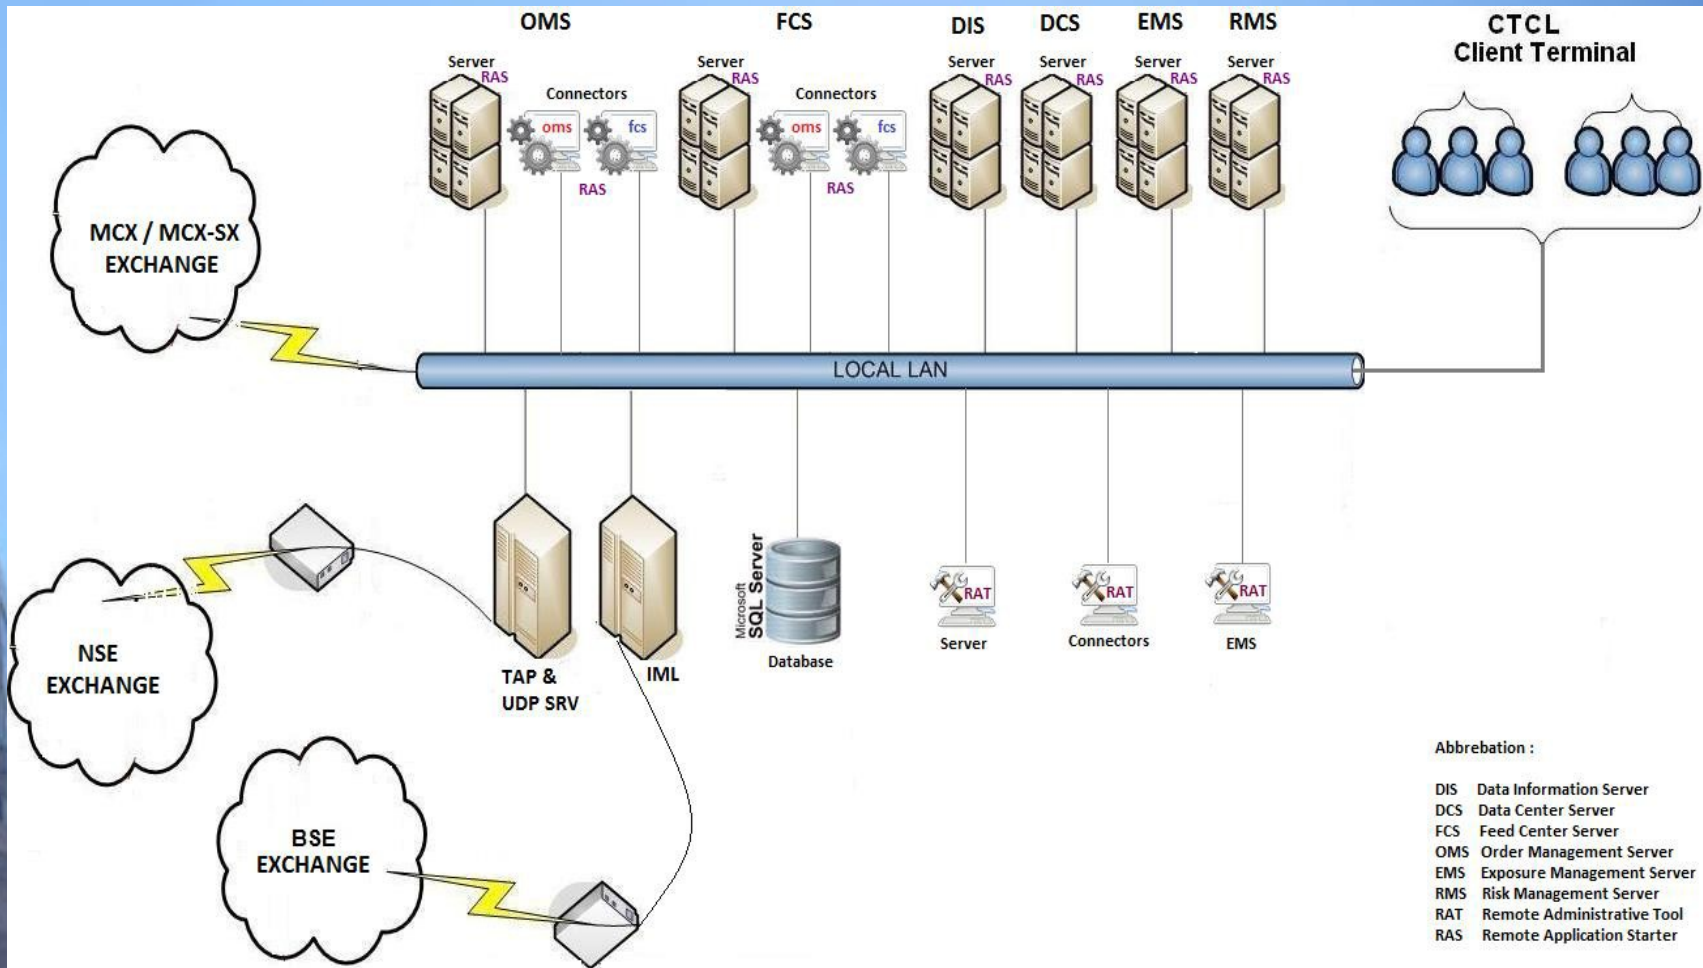 OMS
FCS
DIS
DCS
EMS
RMS
CTCL
Client Terminal
Server
RAS
Connectors
oms
fcs
RAS
Server
RAS
Connectors
oms
fcs
RAS
Server
RAS
Server
RAS
Server
RAS
Server
RAS
MCX / MCX-SX
EXCHANGE
LOCAL LAN
NSE
EXCHANGE
TAP &
UDP SRV
IML
Microsoft
SQL Server
Database
RAT
Server
RAT
Connectors
RAT
EMS
BSE
EXCHANGE
Abbrebation :
DIS Data Information Server
DCS Data Center Server
FCS Feed Center Server
OMS Order Management Server
EMS Exposure Management Server
RMS Risk Management Server
RAT Remote Administrative Tool
RAS Remote Application Starter